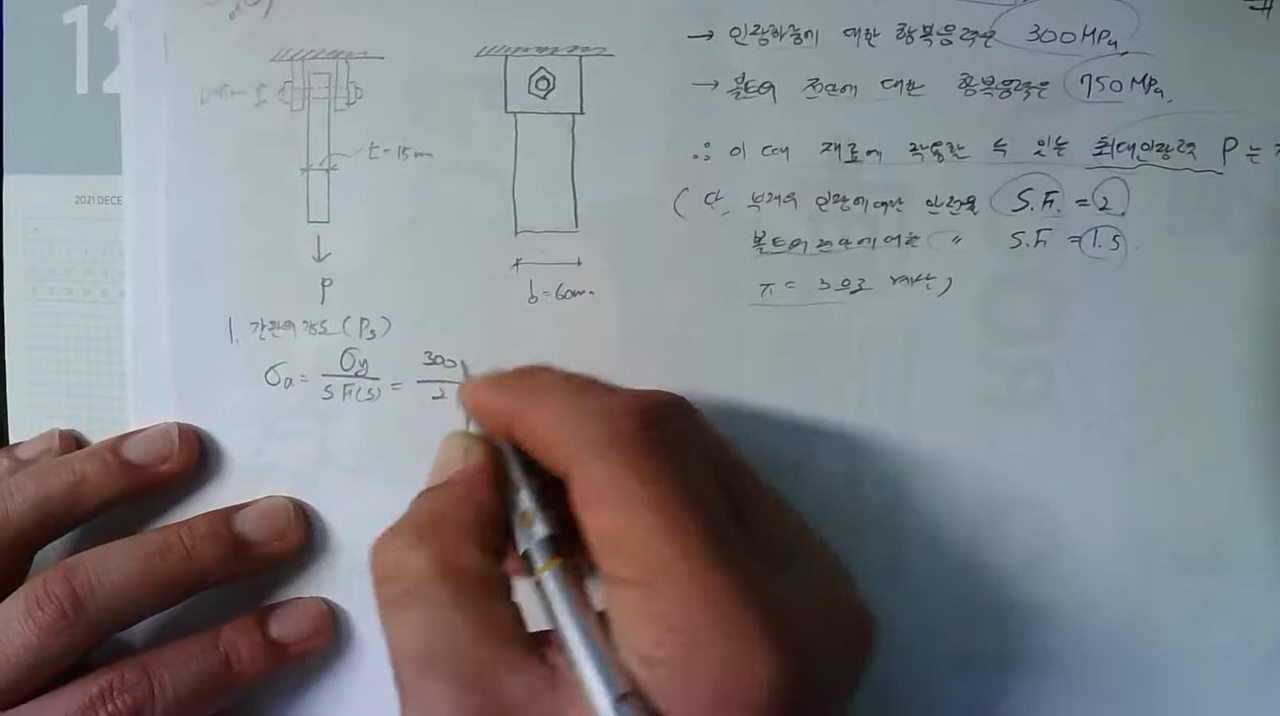 12
2021 DECE
→ 인장하중에 대한 항복응력은 300MPa
→ 볼트의 전단에 대한 항복응력은 750MPa
∴ 이 때 재료에 작용할 수 있는 최대인장력 P는
(단, 부재의 인장에 대한 안전율 S.F. = 2
볼트의 전단에 대한 〃 S.F = 1.5
π = 3으로 계산)
t = 15mm
P
b = 60mm
1. 강판의 강도 (Ps)
σa = σy / S.F(s) = 300 / 2